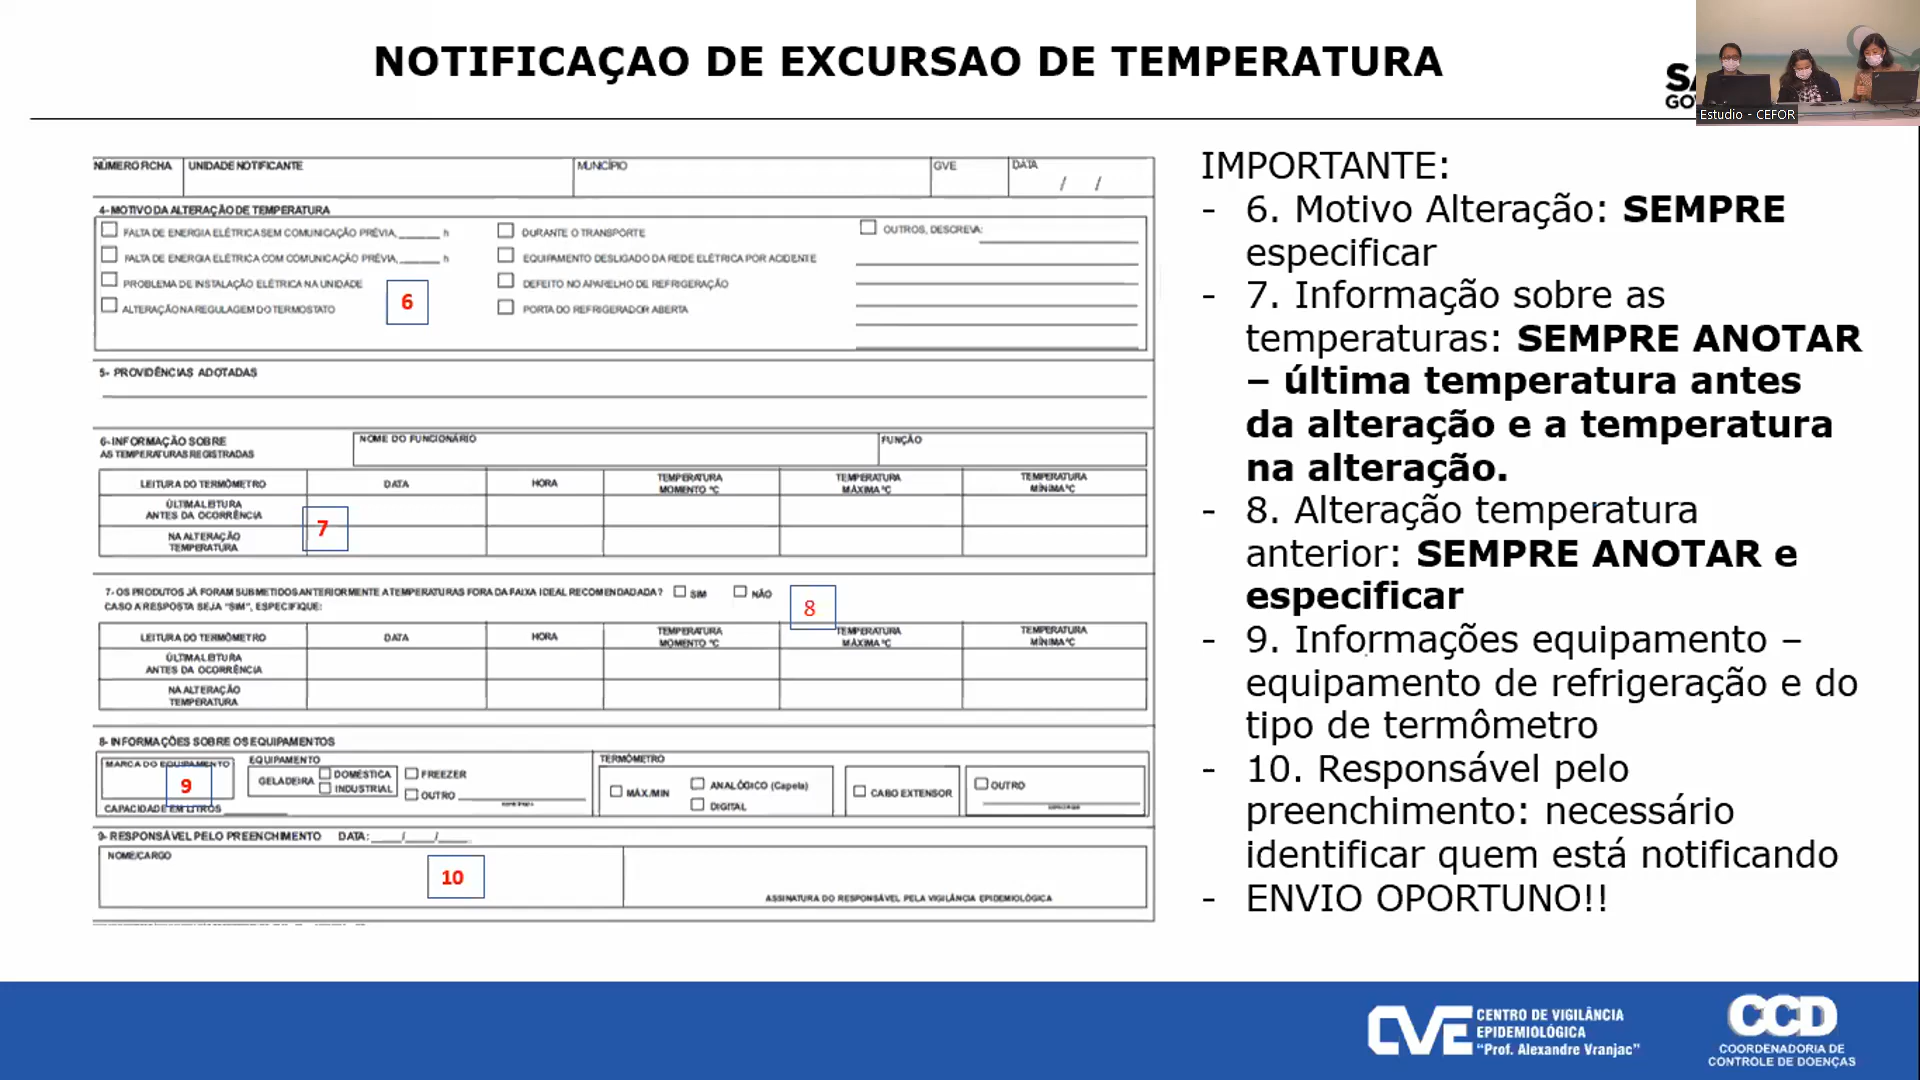 NOTIFICAÇAO DE EXCURSAO DE TEMPERATURA
Estudio - CEFOR
NÚMERO FICHA UNIDADE NOTIFICANTE MUNICÍPIO GVE DATA
/ /
4- MOTIVO DA ALTERAÇÃO DE TEMPERATURA
FALTA DE ENERGIA ELÉTRICA SEM COMUNICAÇÃO PRÉVIA, ______ h DURANTE O TRANSPORTE OUTROS, DESCREVA:
FALTA DE ENERGIA ELÉTRICA COM COMUNICAÇÃO PRÉVIA, ______ h EQUIPAMENTO DESLIGADO DA REDE ELÉTRICA POR ACIDENTE
PROBLEMA DE INSTALAÇÃO ELÉTRICA NA UNIDADE DEFEITO NO APARELHO DE REFRIGERAÇÃO
ALTERAÇÃO NA REGULAGEM DO TERMOSTATO 6 PORTA DO REFRIGERADOR ABERTA
5- PROVIDÊNCIAS ADOTADAS
6- INFORMAÇÃO SOBRE
AS TEMPERATURAS REGISTRADAS
NOME DO FUNCIONÁRIO FUNÇÃO
LEITURA DO TERMÔMETRO DATA HORA TEMPERATURA MOMENTO °C TEMPERATURA MÁXIMA °C TEMPERATURA MÍNIMA °C
ÚLTIMA LEITURA
ANTES DA OCORRÊNCIA
7
NA ALTERAÇÃO
TEMPERATURA
7- OS PRODUTOS JÁ FORAM SUBMETIDOS ANTERIORMENTE A TEMPERATURAS FORA DA FAIXA IDEAL RECOMENDADADA? SIM NÃO
CASO A RESPOSTA SEJA "SIM", ESPECIFIQUE:
8
LEITURA DO TERMÔMETRO DATA HORA TEMPERATURA MOMENTO °C TEMPERATURA MÁXIMA °C TEMPERATURA MÍNIMA °C
ÚLTIMA LEITURA
ANTES DA OCORRÊNCIA
NA ALTERAÇÃO
TEMPERATURA
8- INFORMAÇÕES SOBRE OS EQUIPAMENTOS
MARCA DO EQUIPAMENTO EQUIPAMENTO TERMÔMETRO
GELADEIRA DOMÉSTICA FREEZER
INDUSTRIAL OUTRO
9
CAPACIDADE EM LITROS
MÁX/MIN ANALÓGICO (Capela) CABO EXTENSOR OUTRO
DIGITAL
9- RESPONSÁVEL PELO PREENCHIMENTO DATA: ____/____/____
NOME/CARGO
10
ASSINATURA DO RESPONSÁVEL PELA VIGILÂNCIA EPIDEMIOLÓGICA
IMPORTANTE:
- 6. Motivo Alteração: SEMPRE
especificar
- 7. Informação sobre as
temperaturas: SEMPRE ANOTAR
– última temperatura antes
da alteração e a temperatura
na alteração.
- 8. Alteração temperatura
anterior: SEMPRE ANOTAR e
especificar
- 9. Informações equipamento –
equipamento de refrigeração e do
tipo de termômetro
- 10. Responsável pelo
preenchimento: necessário
identificar quem está notificando
- ENVIO OPORTUNO!!
CVE CENTRO DE VIGILÂNCIA
EPIDEMIOLÓGICA
"Prof. Alexandre Vranjac"
CCD
COORDENADORIA DE
CONTROLE DE DOENÇAS